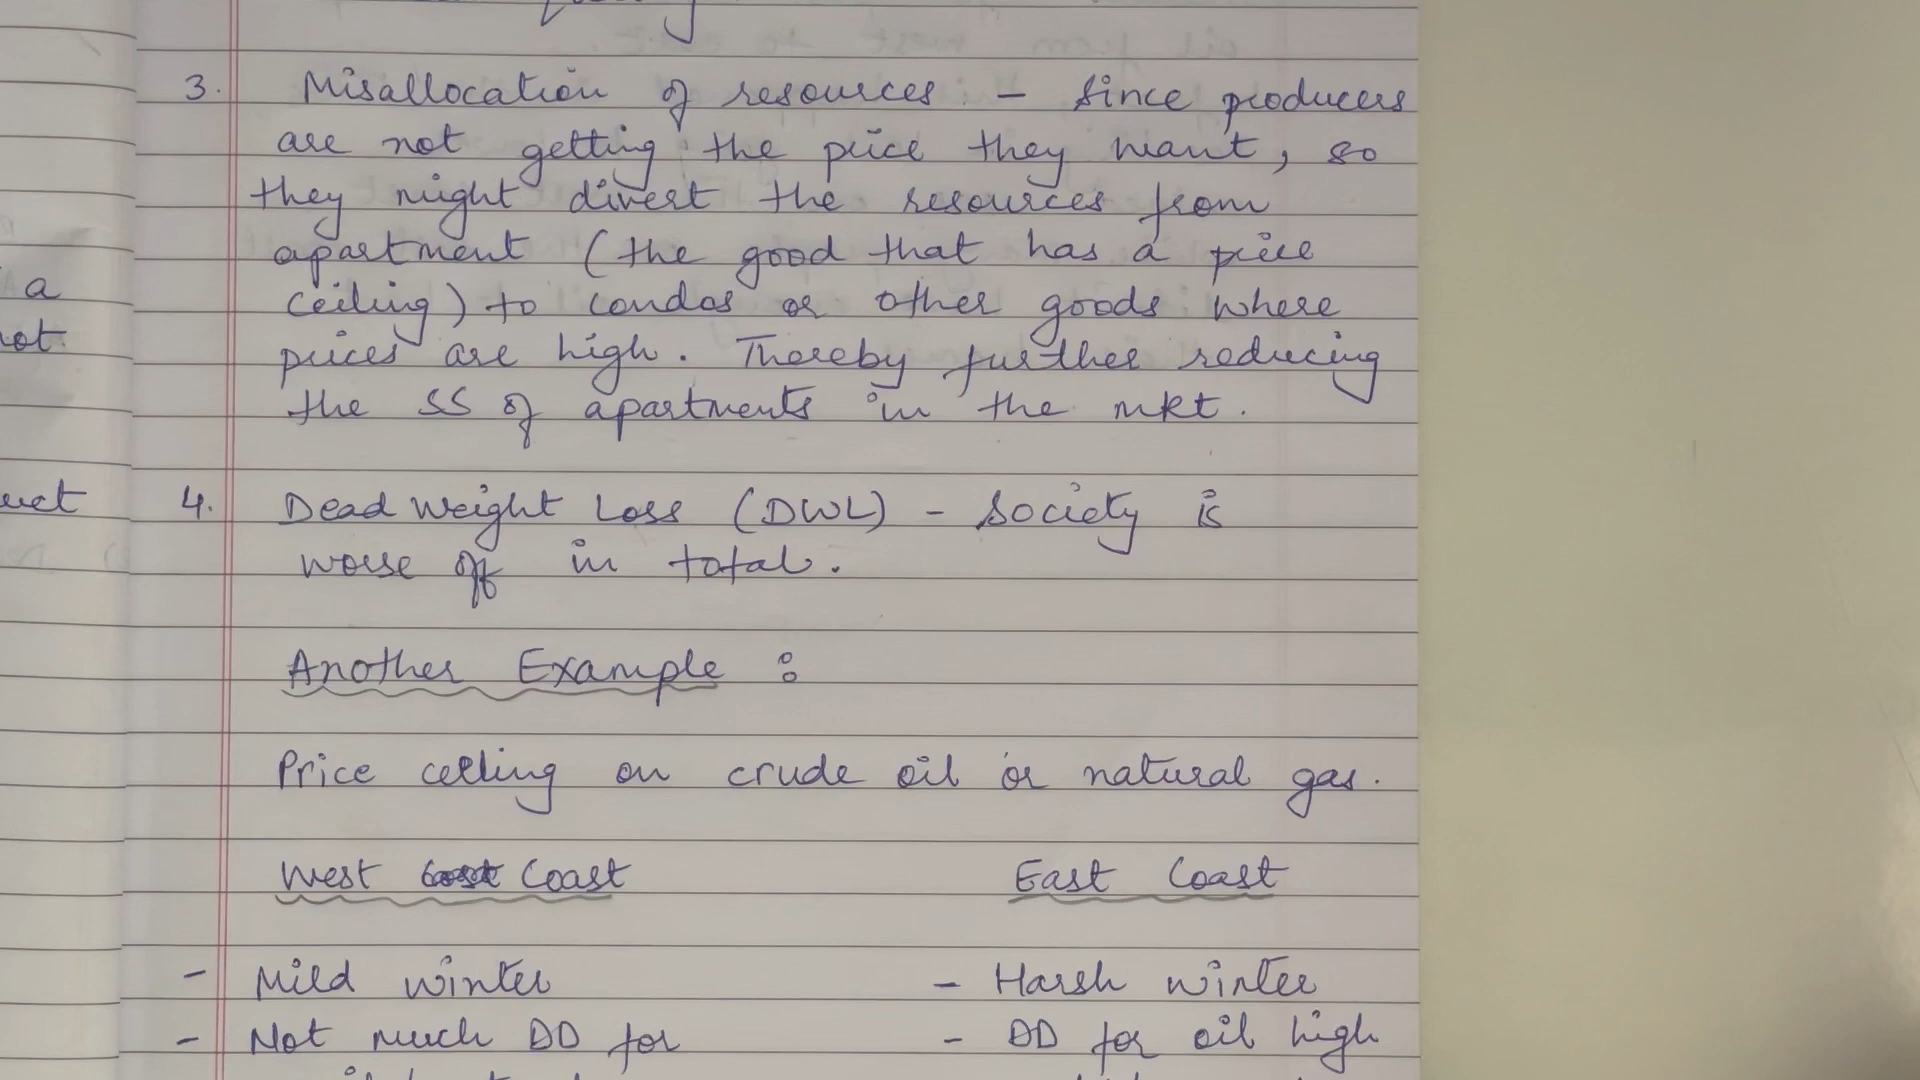 3. Misallocation of resources :- Since producers
are not getting the price they want, so
they might divert the resources from
apartment (the good that has a price
ceiling) to condos or other goods where
prices are high. Thereby further reducing
the SS of apartments in the mkt.
a
not
uct
4. Dead Weight Loss (DWL) - Society is
worse off in total.
Another Example :
Price ceiling on crude oil or natural gas.
West Coast East Coast
- Mild winter - Harsh winter
- Not much DD for - DD for oil high